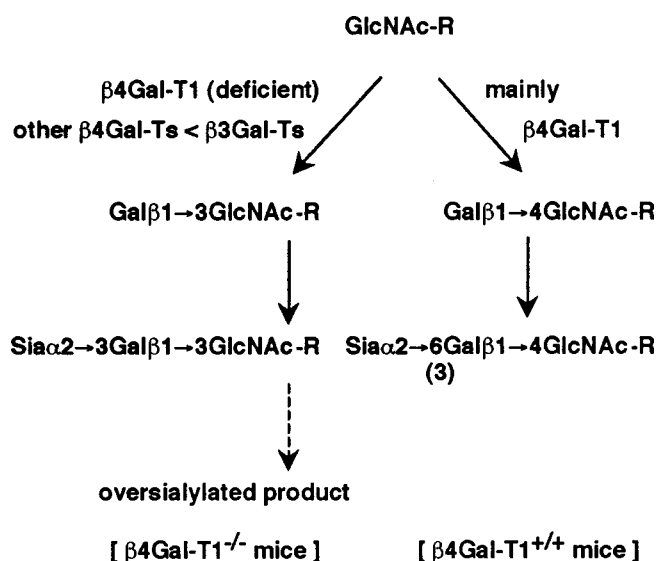 GlcNAc-R
β4Gal-T1 (deficient)
mainly
other β4Gal-Ts < β3Gal-Ts
β4Gal-T1
Galβ1→3GlcNAc-R
Galβ1→4GlcNAc-R
Siaα2→3Galβ1→3GlcNAc-R
Siaα2→6Galβ1→4GlcNAc-R
(3)
oversialylated product
[ β4Gal-T1-/- mice ]
[ β4Gal-T1+/+ mice ]